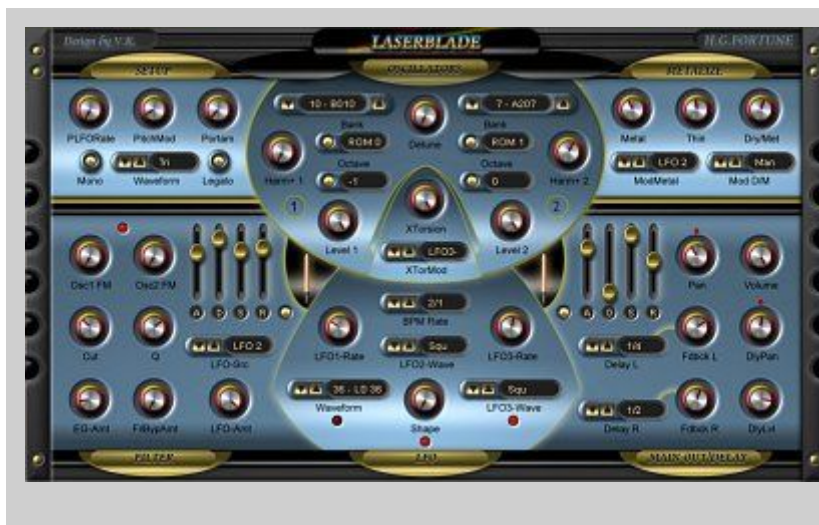 Design by V.K.
LASERBLADE
H.G.FORTUNE
SETUP
OSCILLATORS
METALIZE
10 - 8010
7 - A207
Bank
Bank
PLFORate
PitchMod
Portam
Detune
Metal
Thin
Dry/Met
ROM 0
ROM 1
Octave
Octave
Tri
LFO 2
Man
Mono
Waveform
Legato
Harm+ 1
-1
0
Harm+ 2
ModMetal
Mod D/M
1
2
XTorsion
Level 1
LFO3-
Level 2
XTorMod
Osc1 FM
Osc2 FM
Pan
Volume
A
D
S
R
A
D
S
R
2/1
BPM Rate
LFO 2
Squ
1/4
Cut
Q
LFO-Src
LFO1-Rate
LFO2-Wave
LFO3-Rate
Delay L
Fdbck L
DlyPan
36 - LO 36
Squ
Waveform
LFO3-Wave
1/2
EG-Amt
LFO-Amt
Shape
Delay R
Fdbck R
DlyLvl
FILTER
LFO
MAIN OUT/DELAY